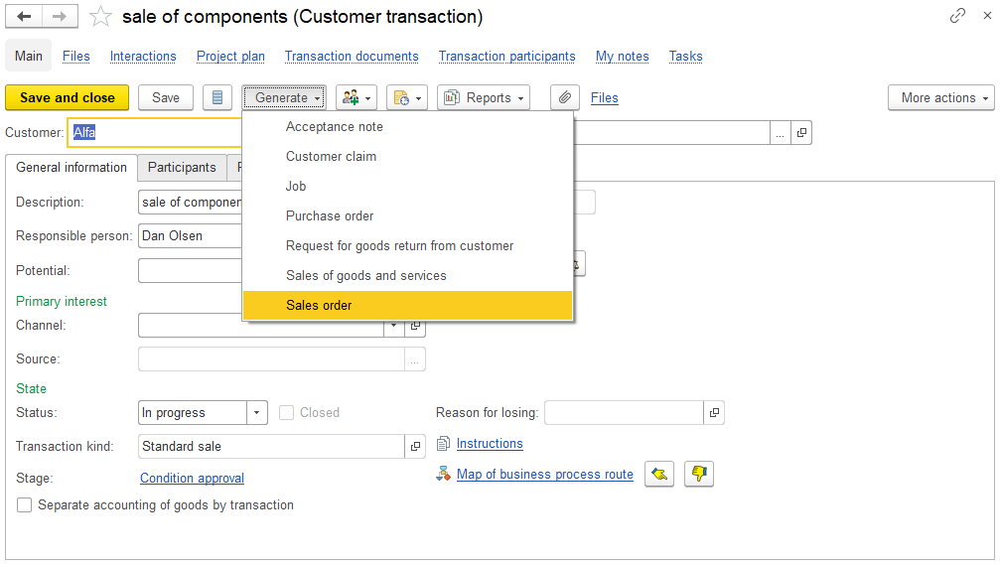 sale of components (Customer transaction)
Main Files Interactions Project plan Transaction documents Transaction participants My notes Tasks
Save and close Save Generate Reports Files More actions
Customer: Alfa ...
Acceptance note
Customer claim
Job
Purchase order
Request for goods return from customer
Sales of goods and services
Sales order
General information Participants
Description: sale of componen
Responsible person: Dan Olsen
Potential:
Primary interest
Channel:
Source: ...
State
Status: In progress Closed Reason for losing:
Transaction kind: Standard sale Instructions
Stage: Condition approval Map of business process route
Separate accounting of goods by transaction